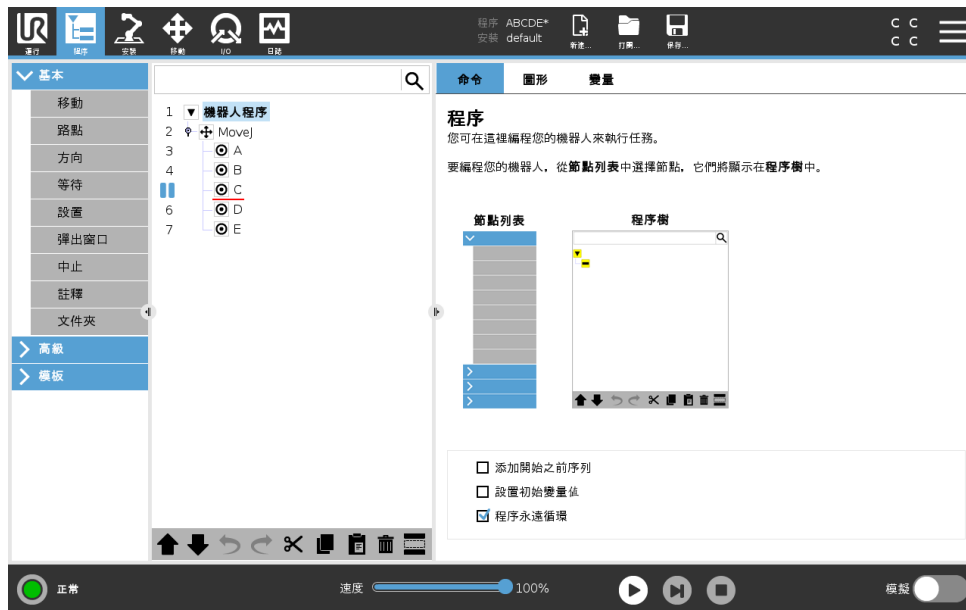 程序 ABCDE*
安裝 default
新建... 打開... 保存...
UR
運行 程序 安裝 移動 I/O 日誌
C C
C C
基本
移動
路點
方向
等待
設置
彈出窗口
中止
註釋
文件夾
高級
模板
1 機器人程序
2 MoveJ
3 A
4 B
C
6 D
7 E
命令 圖形 變量
程序
您可在這裡編程您的機器人來執行任務。
要編程您的機器人，從節點列表中選擇節點，它們將顯示在程序樹中。
節點列表 程序樹
添加開始之前序列
設置初始變量值
程序永遠循環
正常
速度 100%
模擬